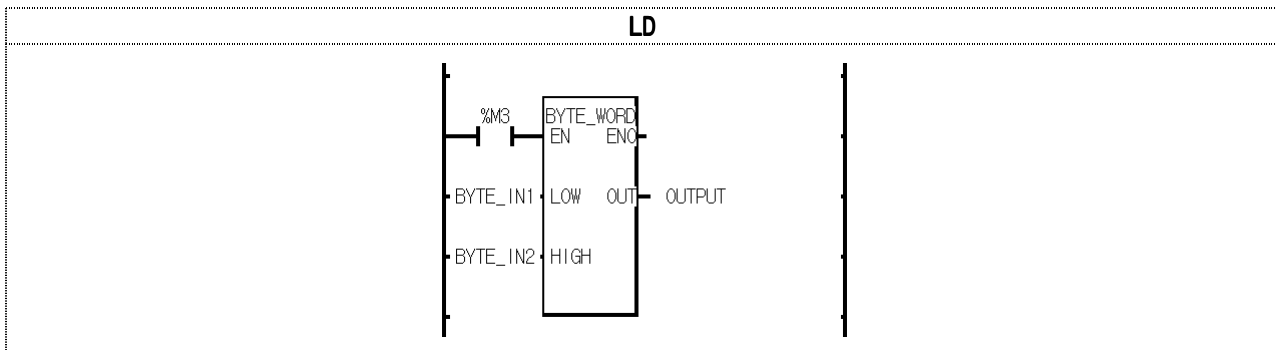 LD
%M3
BYTE_WORD
EN ENO
BYTE_IN1 LOW OUT OUTPUT
BYTE_IN2 HIGH